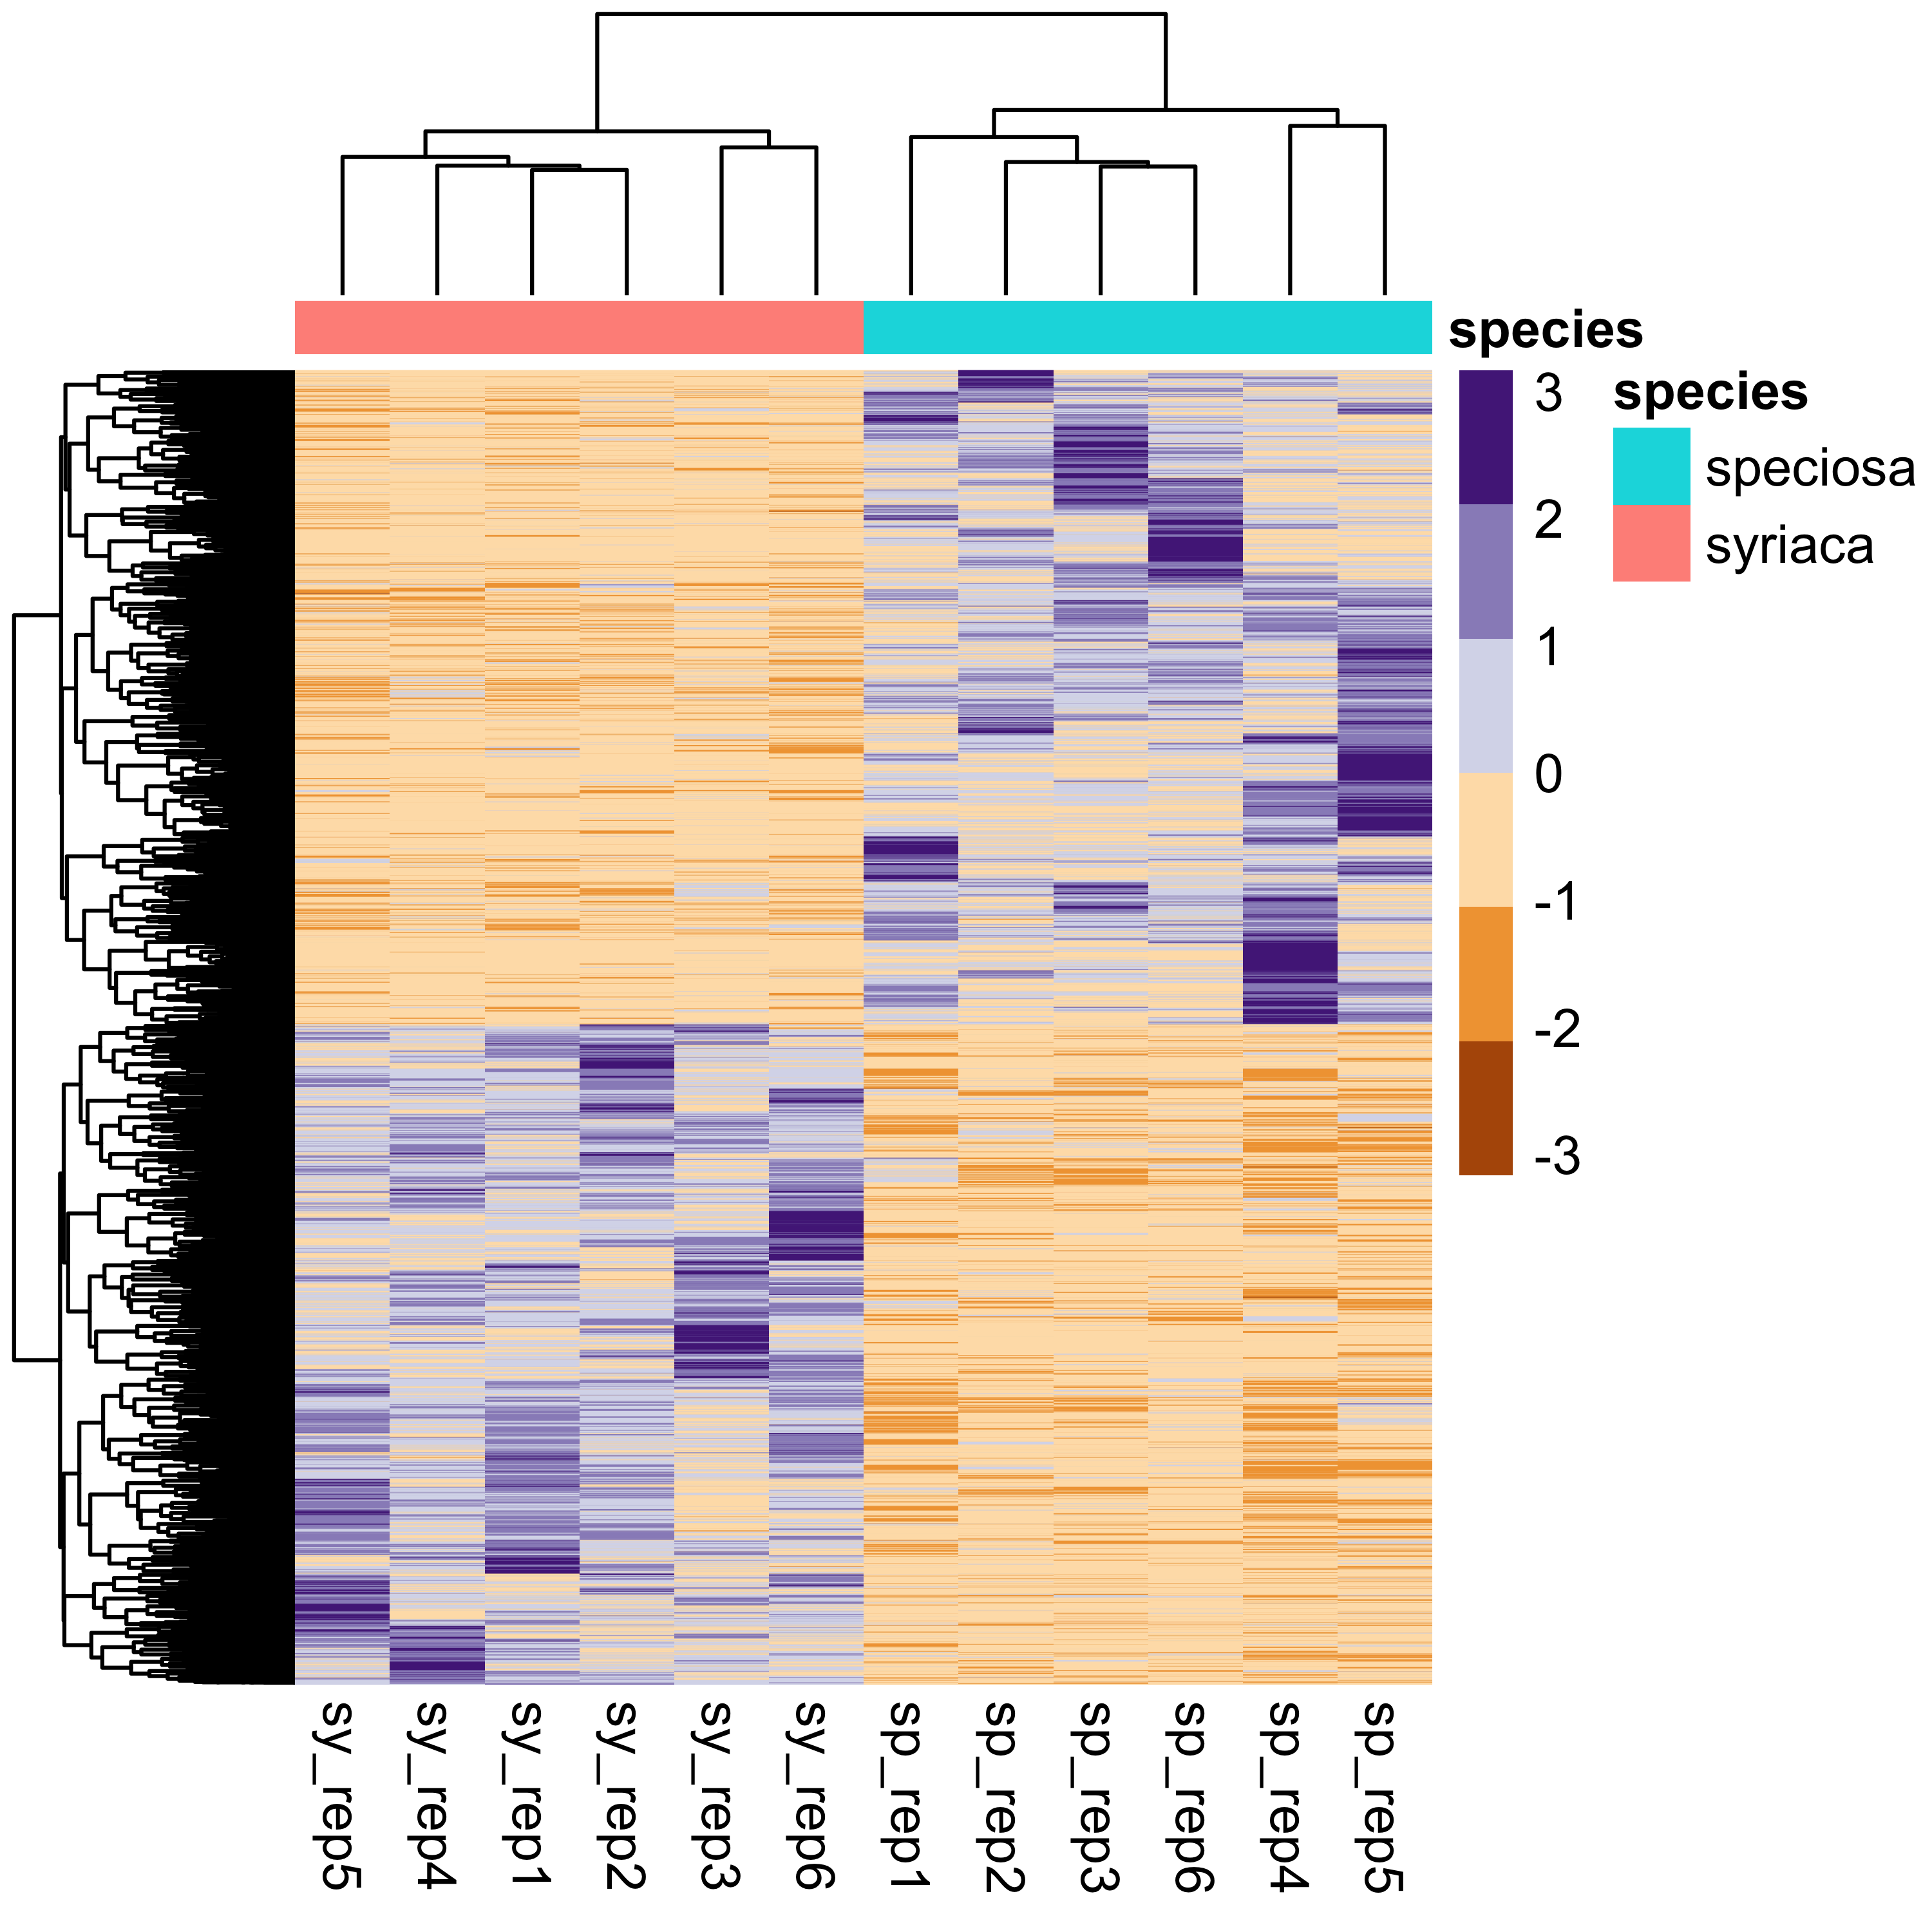 species
3
2
1
0
-1
-2
-3
species
speciosa
syriaca
sy_rep5
sy_rep4
sy_rep1
sy_rep2
sy_rep3
sy_rep6
sp_rep1
sp_rep2
sp_rep3
sp_rep6
sp_rep4
sp_rep5